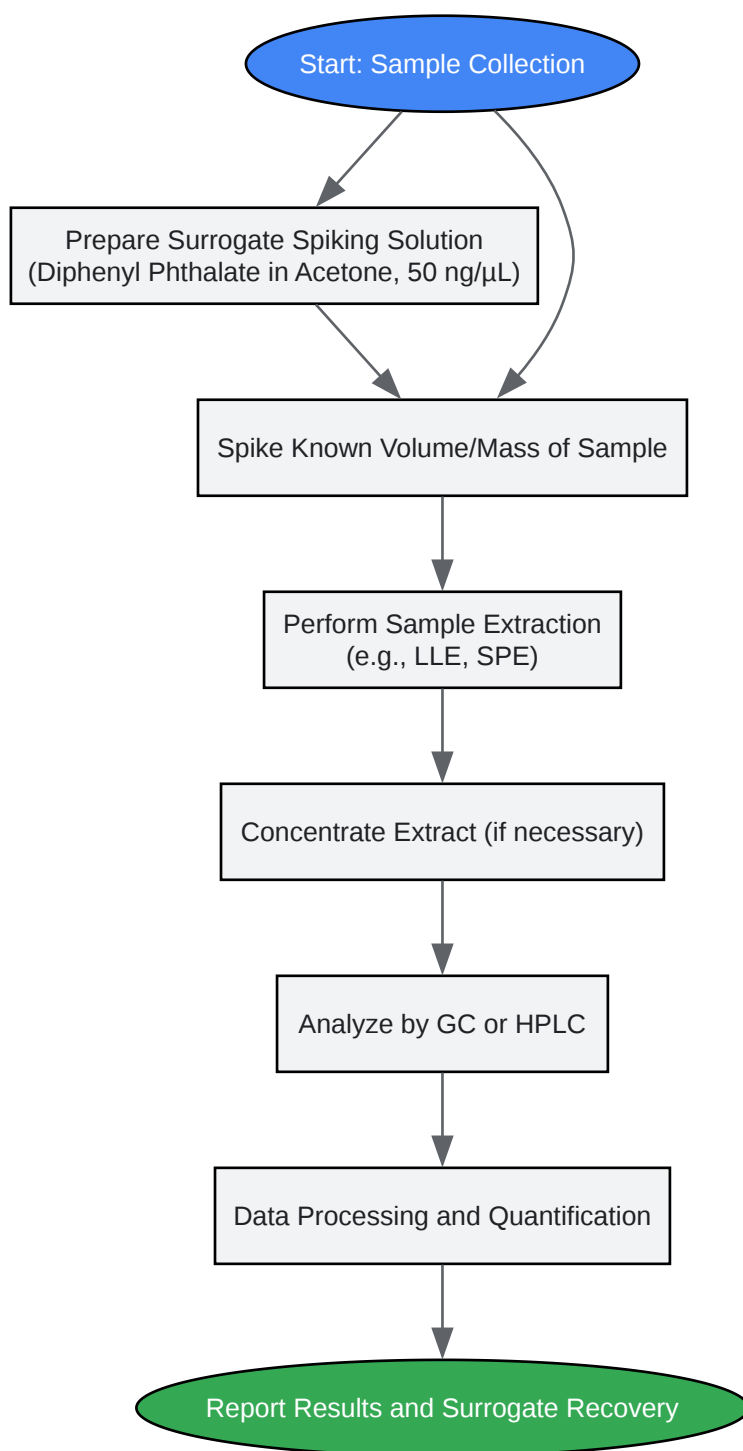 Start: Sample Collection
Prepare Surrogate Spiking Solution
(Diphenyl Phthalate in Acetone, 50 ng/µL)
Spike Known Volume/Mass of Sample
Perform Sample Extraction
(e.g., LLE, SPE)
Concentrate Extract (if necessary)
Analyze by GC or HPLC
Data Processing and Quantification
Report Results and Surrogate Recovery